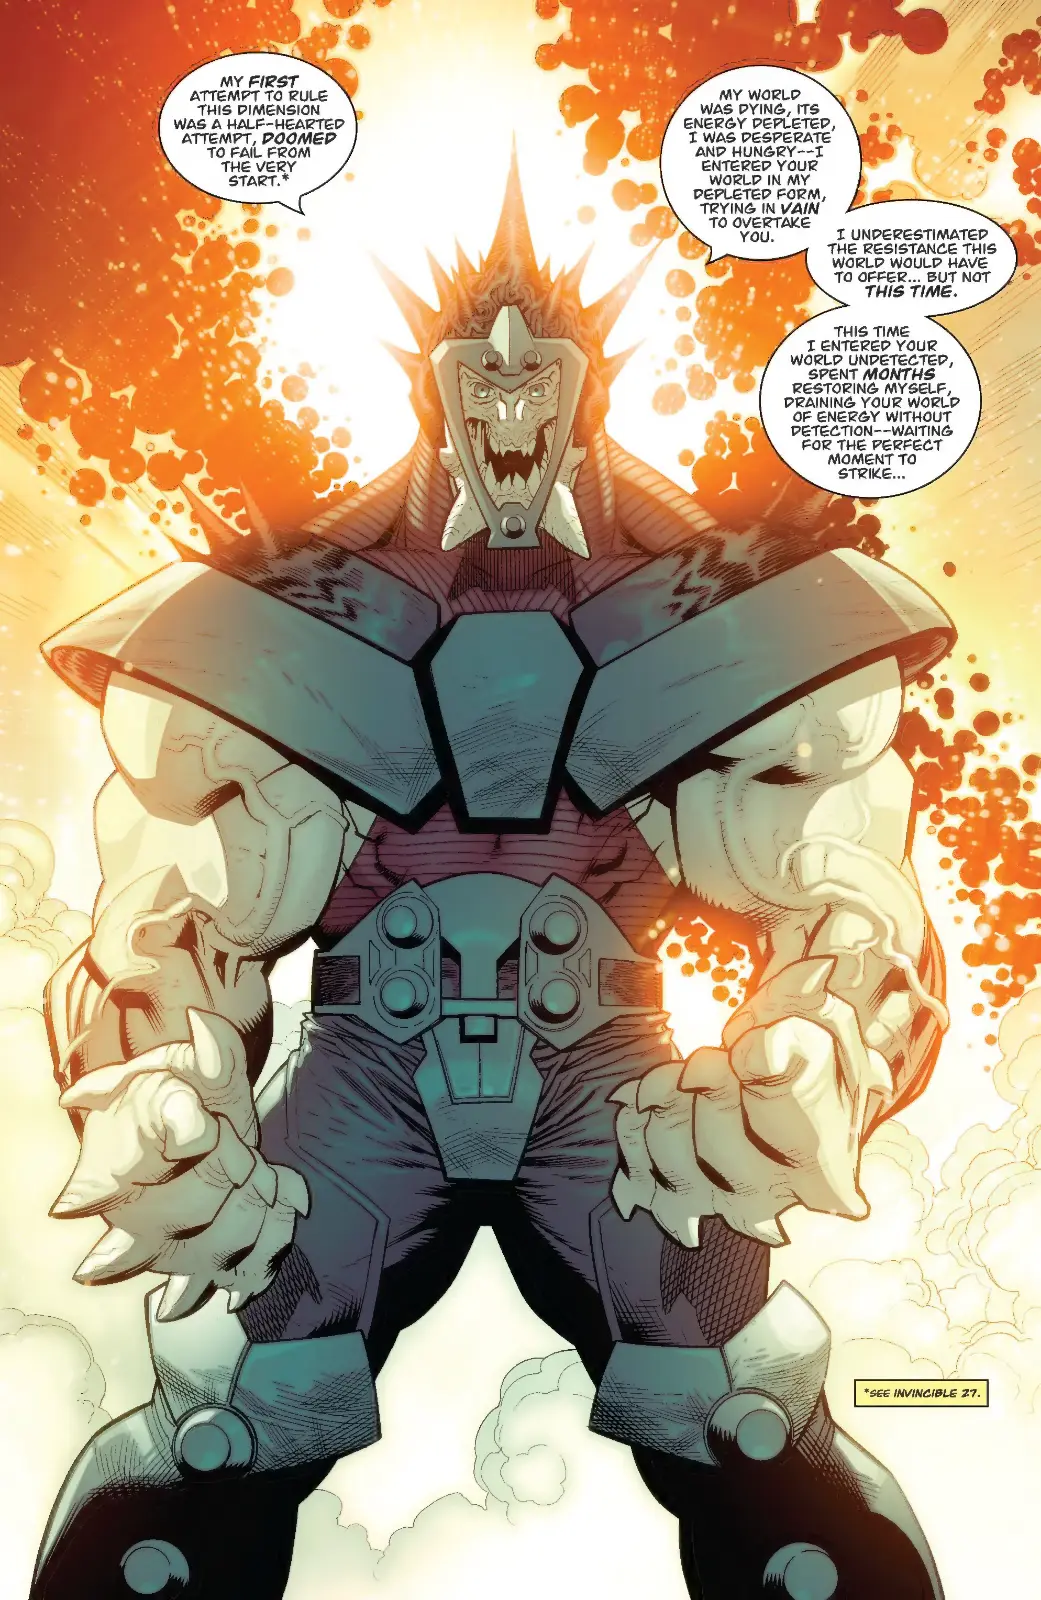 MY FIRST
ATTEMPT TO RULE
THIS DIMENSION
WAS A HALF-HEARTED
ATTEMPT, DOOMED
TO FAIL FROM
THE VERY
START.*
MY WORLD
WAS DYING, ITS
ENERGY DEPLETED,
I WAS DESPERATE
AND HUNGRY--I
ENTERED YOUR
WORLD IN MY
DEPLETED FORM,
TRYING IN VAIN
TO OVERTAKE
YOU.
I UNDERESTIMATED
THE RESISTANCE THIS
WORLD WOULD HAVE
TO OFFER... BUT NOT
THIS TIME.
THIS TIME
I ENTERED YOUR
WORLD UNDETECTED,
SPENT MONTHS
RESTORING MYSELF,
DRAINING YOUR WORLD
OF ENERGY WITHOUT
DETECTION--WAITING
FOR THE PERFECT
MOMENT TO
STRIKE...
*SEE INVINCIBLE 27.